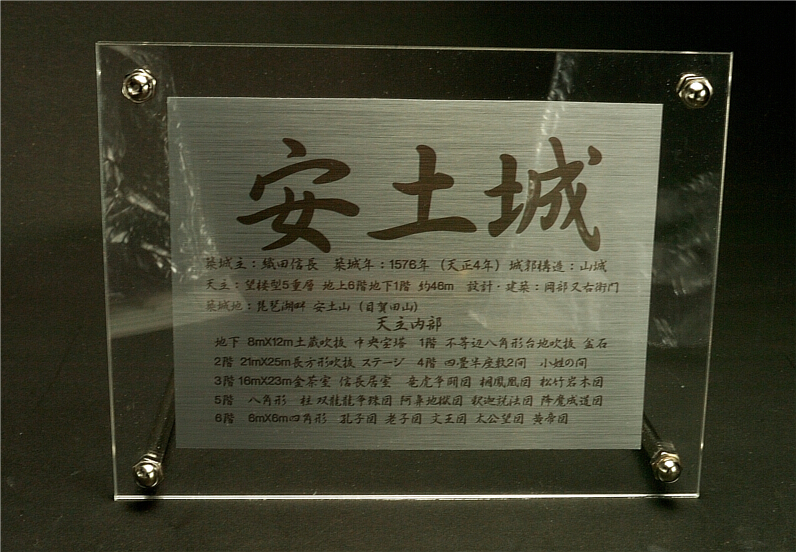 安土城
築城主：織田信長 築城年：1576年（天正4年）城郭構造：山城
天主：望楼型5重層 地上6階地下1階 約46m 設計・建築：岡部又右衛門
築城地：琵琶湖畔 安土山（目賀田山）
天主内部
地下 8mX12m土蔵吹抜 中央宝塔 1階 不等辺八角形台地吹抜 盆石
2階 21mX25m長方形吹抜 ステージ 4階 四畳半座敷2間 小姓の間
3階 16mX23m金茶室 信長居室 竜虎争闘図 桐鳳凰図 松竹岩木図
5階 八角形 柱 双龍龍争珠図 阿鼻地獄図 釈迦説法図 降魔成道図
6階 6mX6m四角形 孔子図 老子図 文王図 太公望図 黄帝図